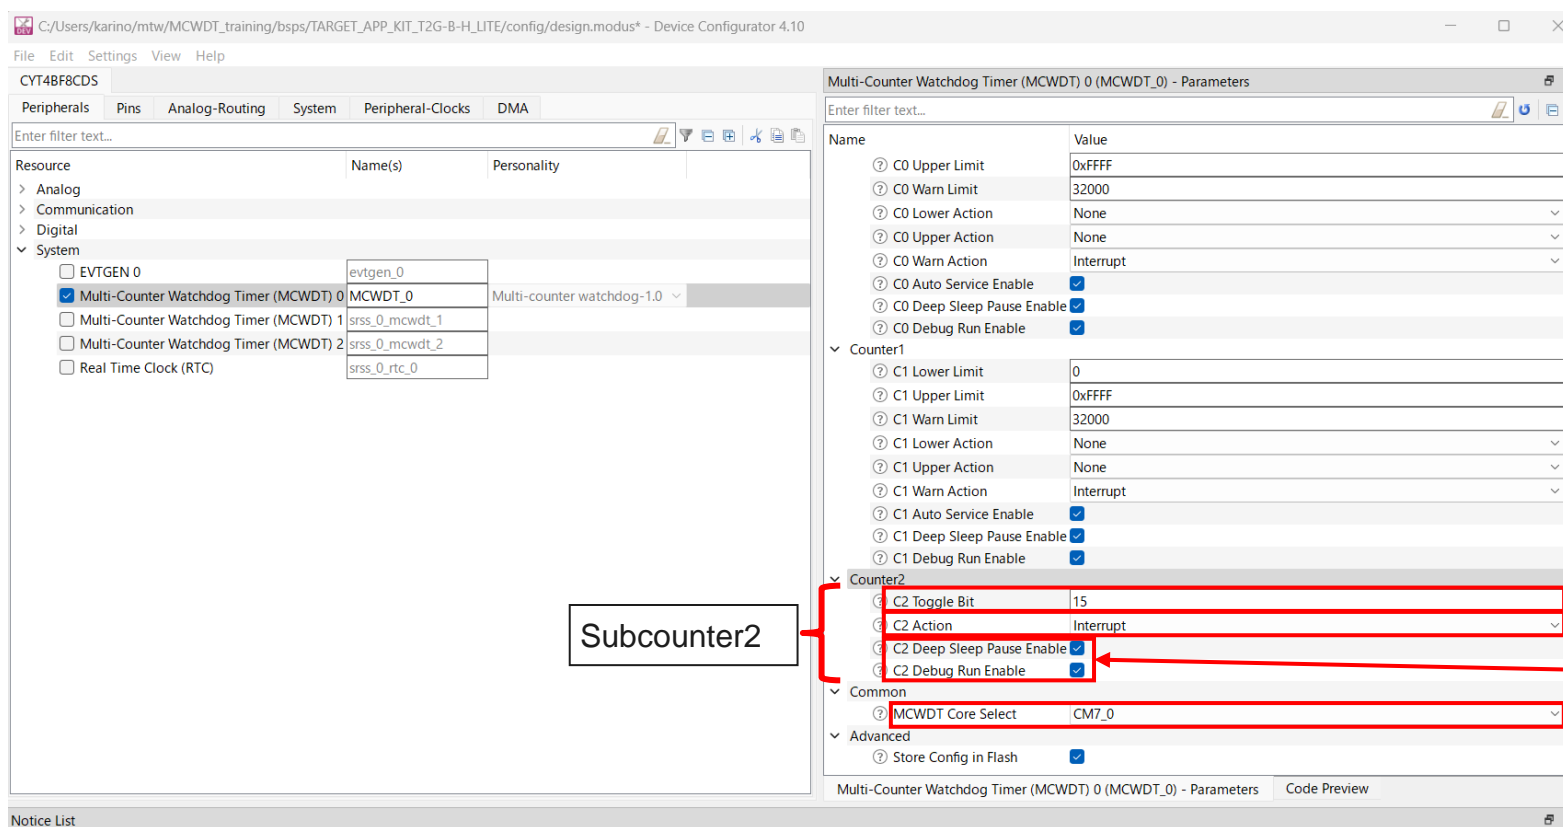 C:/Users/karino/mtw/MCWDT_training/bsps/TARGET_APP_KIT_T2G-B-H_LITE/config/design.modus* - Device Configurator 4.10
File Edit Settings View Help
CYT4BF8CDS
Peripherals Pins Analog-Routing System Peripheral-Clocks DMA
Enter filter text...
Resource Name(s) Personality
Analog
Communication
Digital
System
EVTGEN 0 evtgen_0
Multi-Counter Watchdog Timer (MCWDT) 0 MCWDT_0 Multi-counter watchdog-1.0
Multi-Counter Watchdog Timer (MCWDT) 1 srss_0_mcwdt_1
Multi-Counter Watchdog Timer (MCWDT) 2 srss_0_mcwdt_2
Real Time Clock (RTC) srss_0_rtc_0
Subcounter2
Multi-Counter Watchdog Timer (MCWDT) 0 (MCWDT_0) - Parameters
Enter filter text...
Name Value
C0 Upper Limit 0xFFFF
C0 Warn Limit 32000
C0 Lower Action None
C0 Upper Action None
C0 Warn Action Interrupt
C0 Auto Service Enable
C0 Deep Sleep Pause Enable
C0 Debug Run Enable
Counter1
C1 Lower Limit 0
C1 Upper Limit 0xFFFF
C1 Warn Limit 32000
C1 Lower Action None
C1 Upper Action None
C1 Warn Action Interrupt
C1 Auto Service Enable
C1 Deep Sleep Pause Enable
C1 Debug Run Enable
Counter2
C2 Toggle Bit 15
C2 Action Interrupt
C2 Deep Sleep Pause Enable
C2 Debug Run Enable
Common
MCWDT Core Select CM7_0
Advanced
Store Config in Flash
Multi-Counter Watchdog Timer (MCWDT) 0 (MCWDT_0) - Parameters Code Preview
Notice List